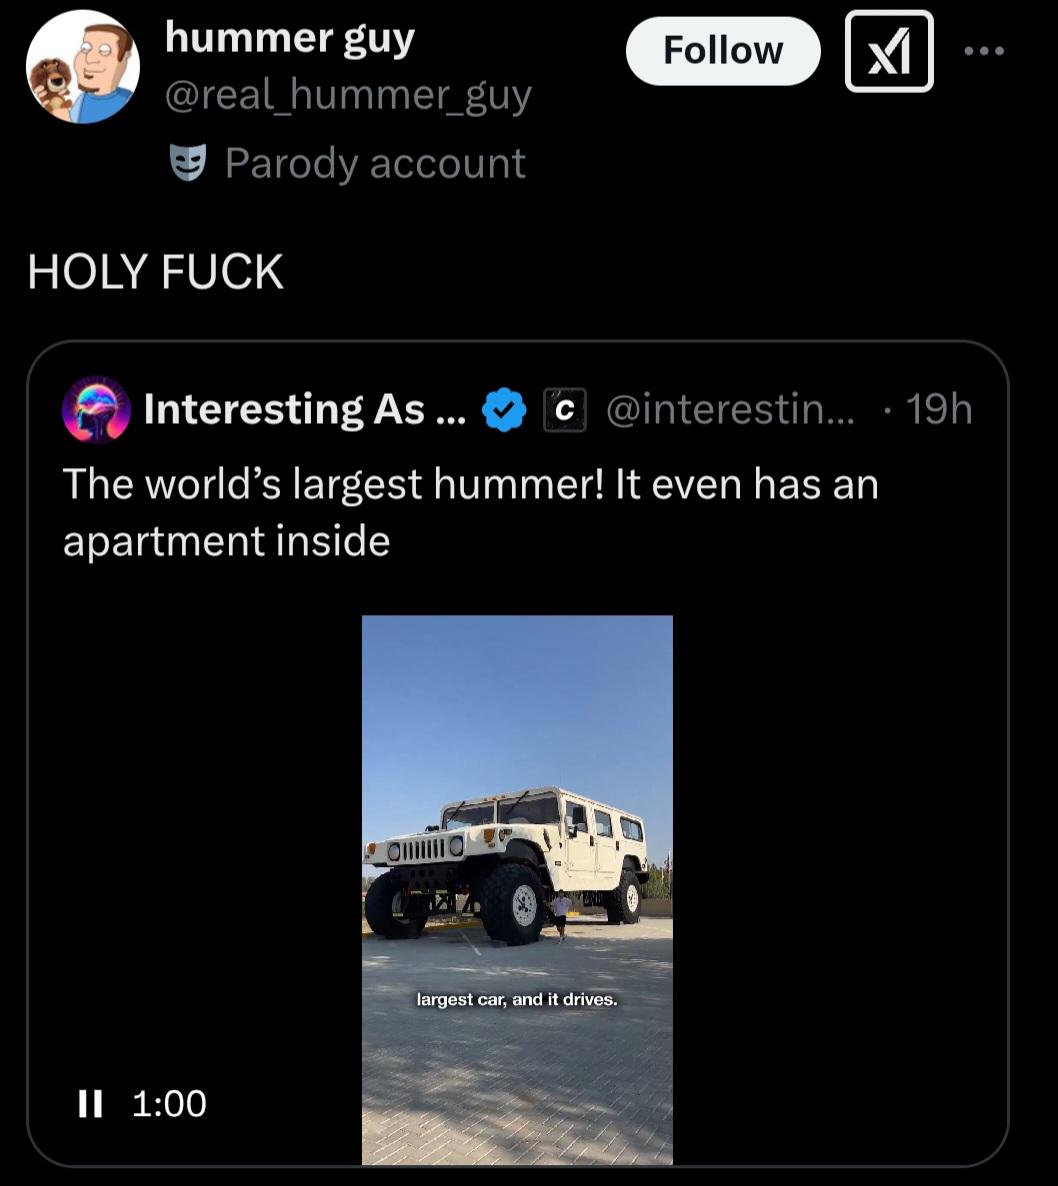 hummer guy
Follow
@real_hummer_guy
Parody account
HOLY FUCK
Interesting As ... C @interestin... · 19h
The world’s largest hummer! It even has an
apartment inside
largest car, and it drives.
1:00